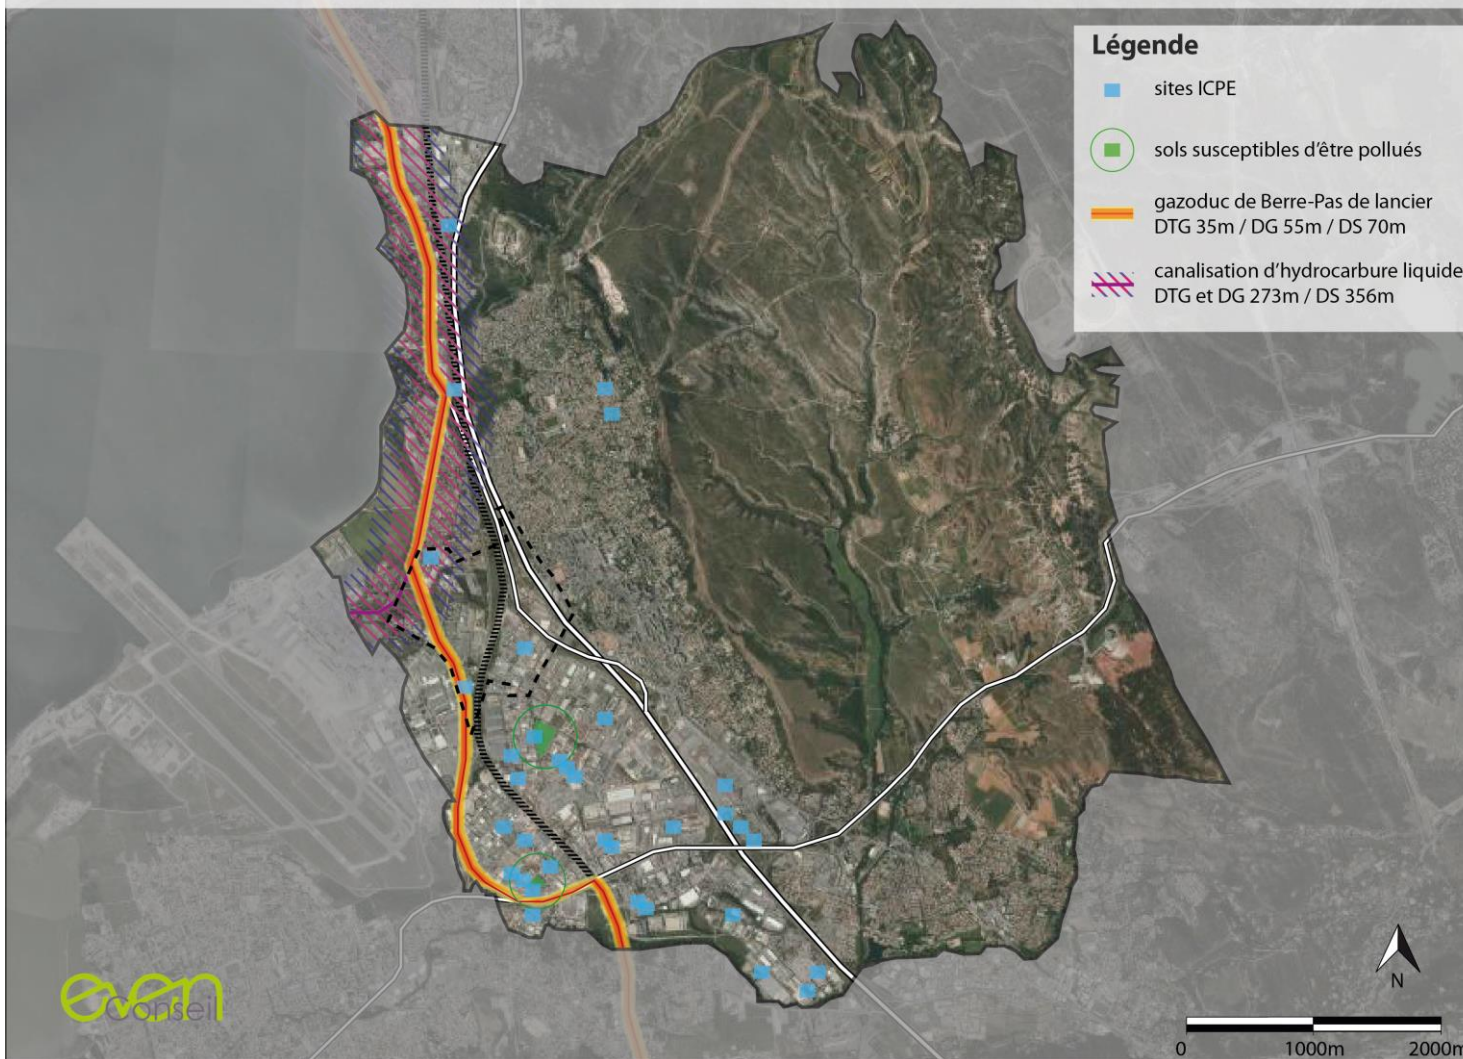 Légende
sites ICPE
sols susceptibles d'être pollués
gazoduc de Berre-Pas de lancier
DTG 35m / DG 55m / DS 70m
canalisation d'hydrocarbure liquide
DTG et DG 273m / DS 356m
N
even
Conseil
0 1000m 2000m